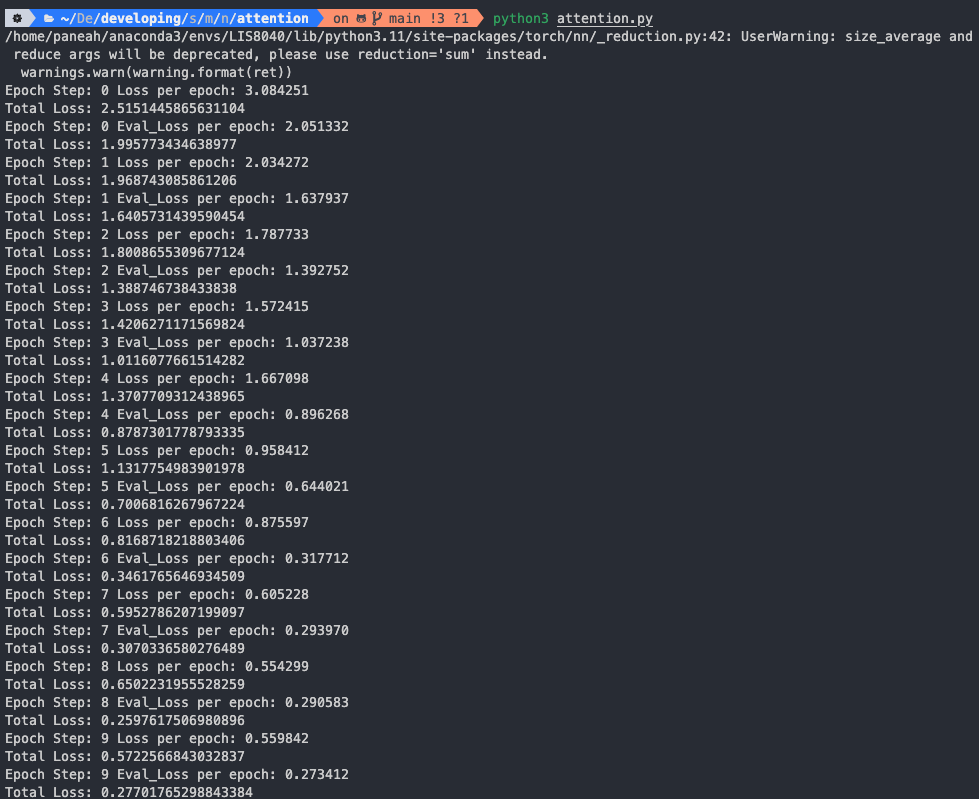 ~/De/developing/s/m/n/attention on main !3 ?1 python3 attention.py
/home/paneah/anaconda3/envs/LIS8040/lib/python3.11/site-packages/torch/nn/_reduction.py:42: UserWarning: size_average and
reduce args will be deprecated, please use reduction='sum' instead.
warnings.warn(warning.format(ret))
Epoch Step: 0 Loss per epoch: 3.084251
Total Loss: 2.5151445865631104
Epoch Step: 0 Eval_Loss per epoch: 2.051332
Total Loss: 1.995773434638977
Epoch Step: 1 Loss per epoch: 2.034272
Total Loss: 1.968743085861206
Epoch Step: 1 Eval_Loss per epoch: 1.637937
Total Loss: 1.6405731439590454
Epoch Step: 2 Loss per epoch: 1.787733
Total Loss: 1.8008655309677124
Epoch Step: 2 Eval_Loss per epoch: 1.392752
Total Loss: 1.388746738433838
Epoch Step: 3 Loss per epoch: 1.572415
Total Loss: 1.4206271171569824
Epoch Step: 3 Eval_Loss per epoch: 1.037238
Total Loss: 1.0116077661514282
Epoch Step: 4 Loss per epoch: 1.667098
Total Loss: 1.3707709312438965
Epoch Step: 4 Eval_Loss per epoch: 0.896268
Total Loss: 0.8787301778793335
Epoch Step: 5 Loss per epoch: 0.958412
Total Loss: 1.1317754983901978
Epoch Step: 5 Eval_Loss per epoch: 0.644021
Total Loss: 0.7006816267967224
Epoch Step: 6 Loss per epoch: 0.875597
Total Loss: 0.8168718218803406
Epoch Step: 6 Eval_Loss per epoch: 0.317712
Total Loss: 0.3461765646934509
Epoch Step: 7 Loss per epoch: 0.605228
Total Loss: 0.5952786207199097
Epoch Step: 7 Eval_Loss per epoch: 0.293970
Total Loss: 0.3070336580276489
Epoch Step: 8 Loss per epoch: 0.554299
Total Loss: 0.6502231955528259
Epoch Step: 8 Eval_Loss per epoch: 0.290583
Total Loss: 0.2597617506980896
Epoch Step: 9 Loss per epoch: 0.559842
Total Loss: 0.5722566843032837
Epoch Step: 9 Eval_Loss per epoch: 0.273412
Total Loss: 0.27701765298843384